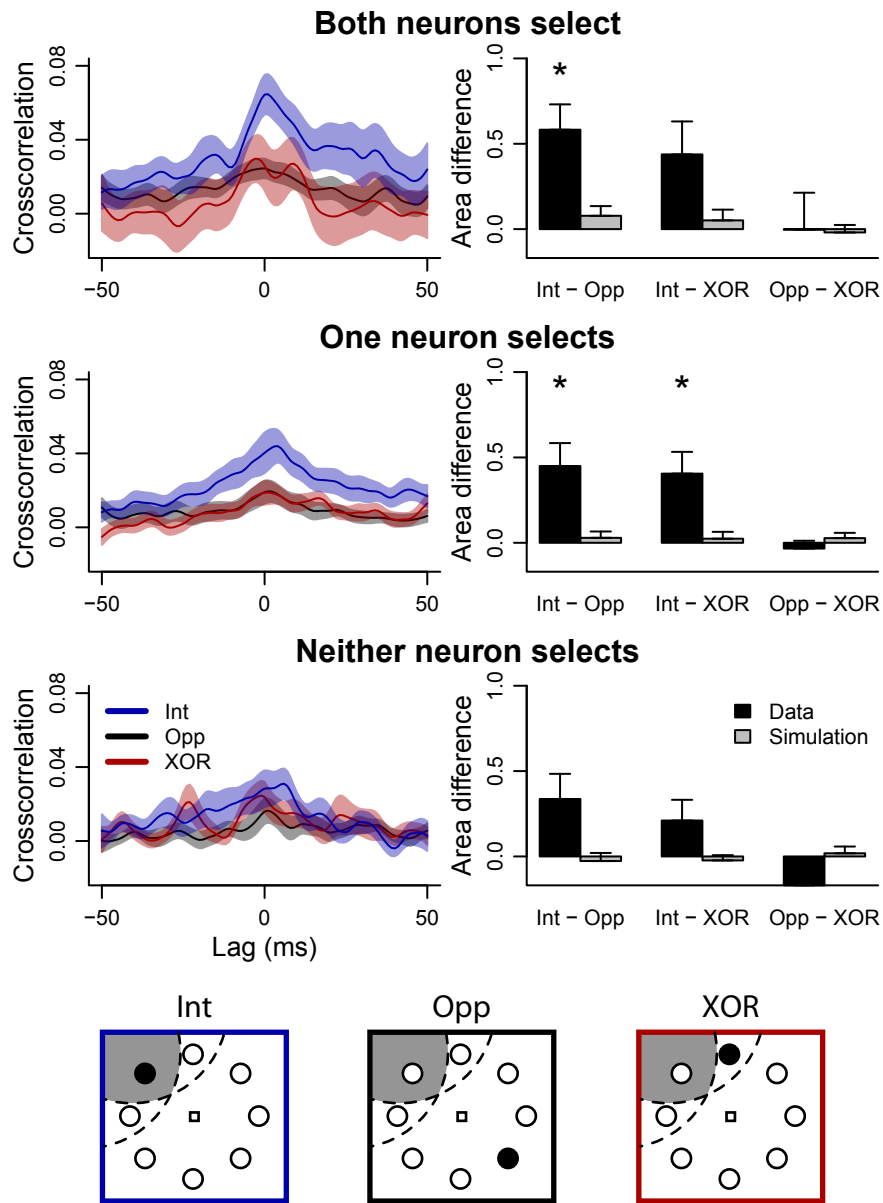 Both neurons select
Crosscorrelation
0.00 0.04 0.08
−50 0 50
Area difference
0.0 0.5 1.0
*
Int − Opp Int − XOR Opp − XOR
One neuron selects
Crosscorrelation
0.00 0.04 0.08
−50 0 50
Area difference
0.0 0.5 1.0
* *
Int − Opp Int − XOR Opp − XOR
Neither neuron selects
Crosscorrelation
0.00 0.04 0.08
Int
Opp
XOR
−50 0 50
Lag (ms)
Area difference
0.0 0.5 1.0
Data
Simulation
Int − Opp Int − XOR Opp − XOR
Int Opp XOR